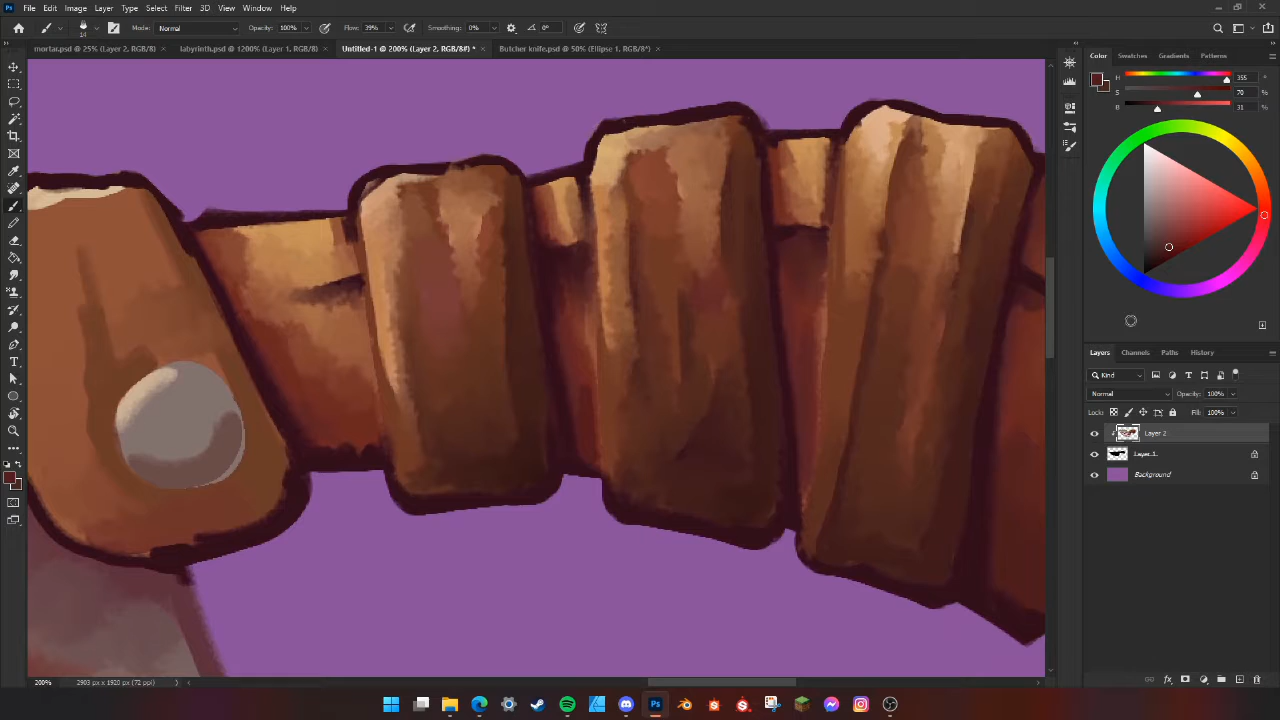 File Edit Image Layer Type Select Filter 3D View Window Help
14 Mode: Normal Opacity: 100% Flow: 39% Smoothing: 0% 0°
mortar.psd @ 25% (Layer 2, RGB/8) × labyrinth.psd @ 1200% (Layer 1, RGB/8) × Untitled-1 @ 200% (Layer 2, RGB/8#) * × Butcher knife.psd @ 50% (Ellipse 1, RGB/8#) * ×
Color Swatches Gradients Patterns
H 355 °
S 70 %
B 31 %
Layers Channels Paths History
Kind
Normal Opacity: 100%
Lock: Fill: 100%
Layer 2
Layer 1
Background
200% 2903 px x 1920 px (72 ppi)